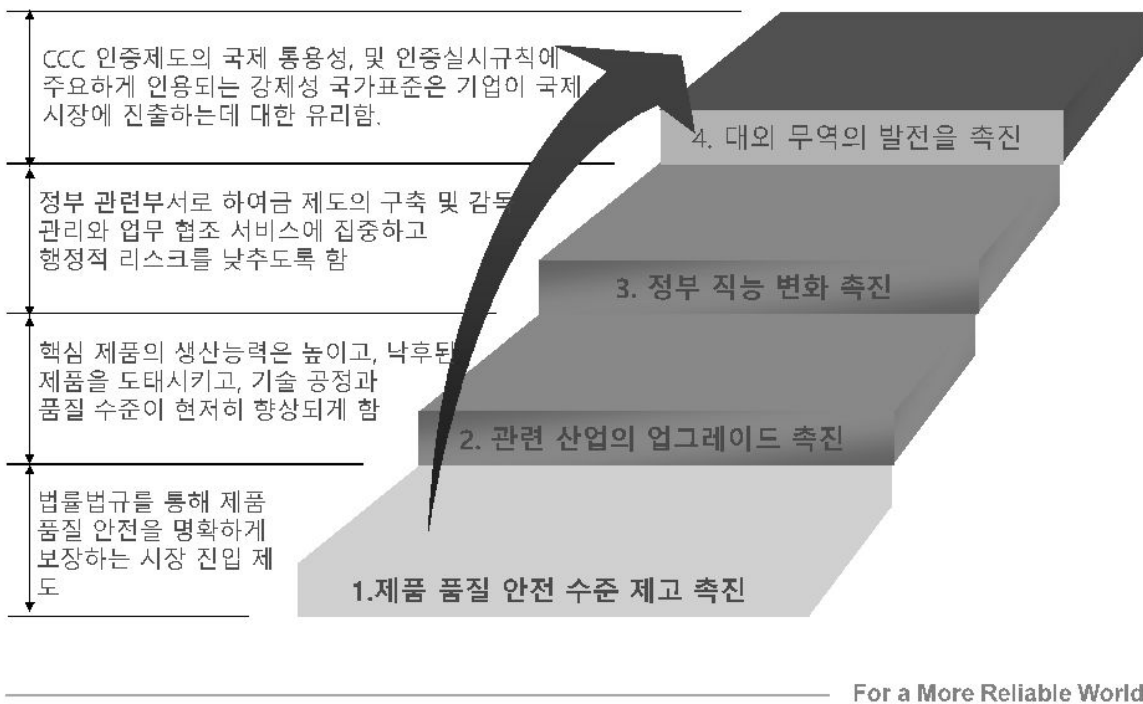 CCC 인증제도의 국제 통용성, 및 인증실시규칙에
주요하게 인용되는 강제성 국가표준은 기업이 국제
시장에 진출하는데 대한 유리함.
4. 대외 무역의 발전을 촉진
정부 관련부서로 하여금 제도의 구축 및 감독
관리와 업무 협조 서비스에 집중하고
행정적 리스크를 낮추도록 함
3. 정부 직능 변화 촉진
핵심 제품의 생산능력은 높이고, 낙후된
제품을 도태시키고, 기술 공정과
품질 수준이 현저히 향상되게 함
2. 관련 산업의 업그레이드 촉진
법률법규를 통해 제품
품질 안전을 명확하게
보장하는 시장 진입 제
도
1.제품 품질 안전 수준 제고 촉진
For a More Reliable World